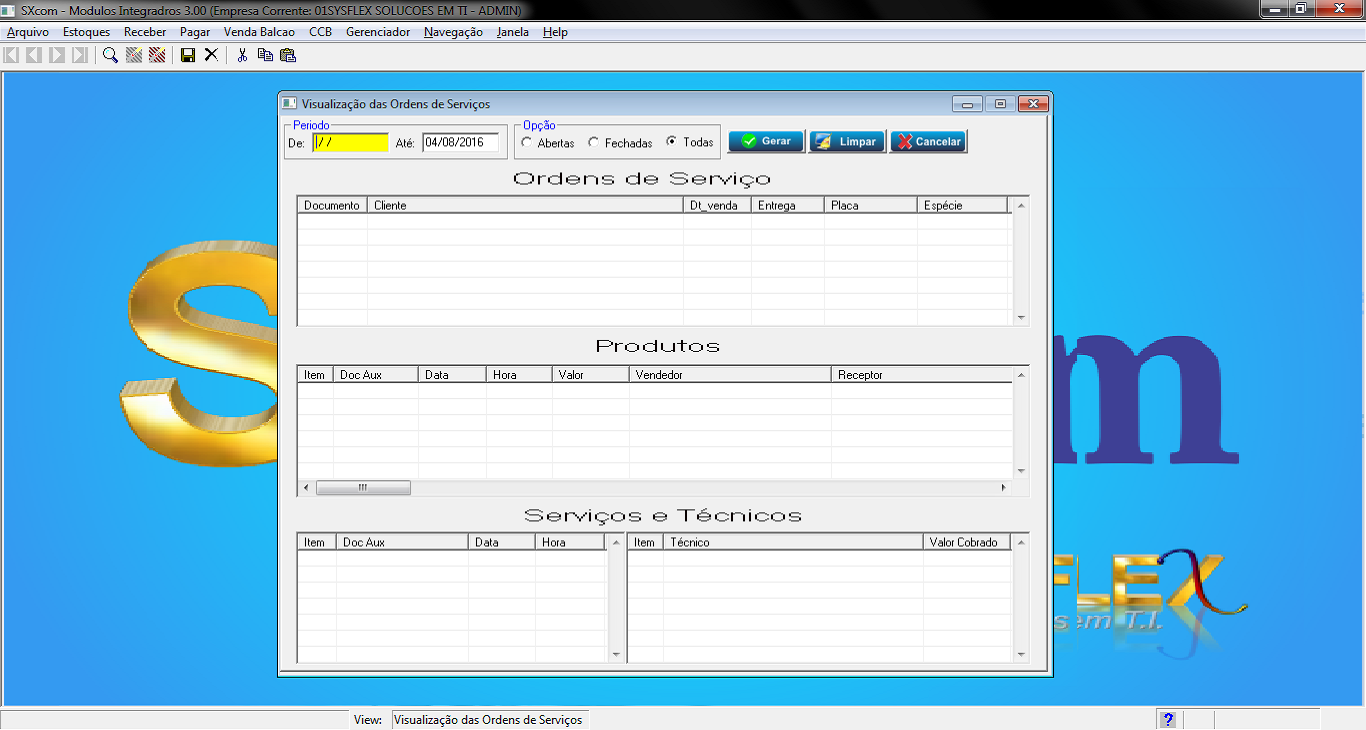 SXcom - Modulos Integradros 3.00 (Empresa Corrente: 01SYSFLEX SOLUCOES EM TI - ADMIN)
Arquivo Estoques Receber Pagar Venda Balcao CCB Gerenciador Navegação Janela Help
Visualização das Ordens de Serviços
Periodo
De: / / Até: 04/08/2016
Opção
Abertas Fechadas Todas
Gerar Limpar Cancelar
Ordens de Serviço
Documento Cliente Dt_venda Entrega Placa Espécie
Produtos
Item Doc Aux Data Hora Valor Vendedor Receptor
Serviços e Técnicos
Item Doc Aux Data Hora Item Técnico Valor Cobrado
S m
FLEX
s em T.I.
View: Visualização das Ordens de Serviços ?